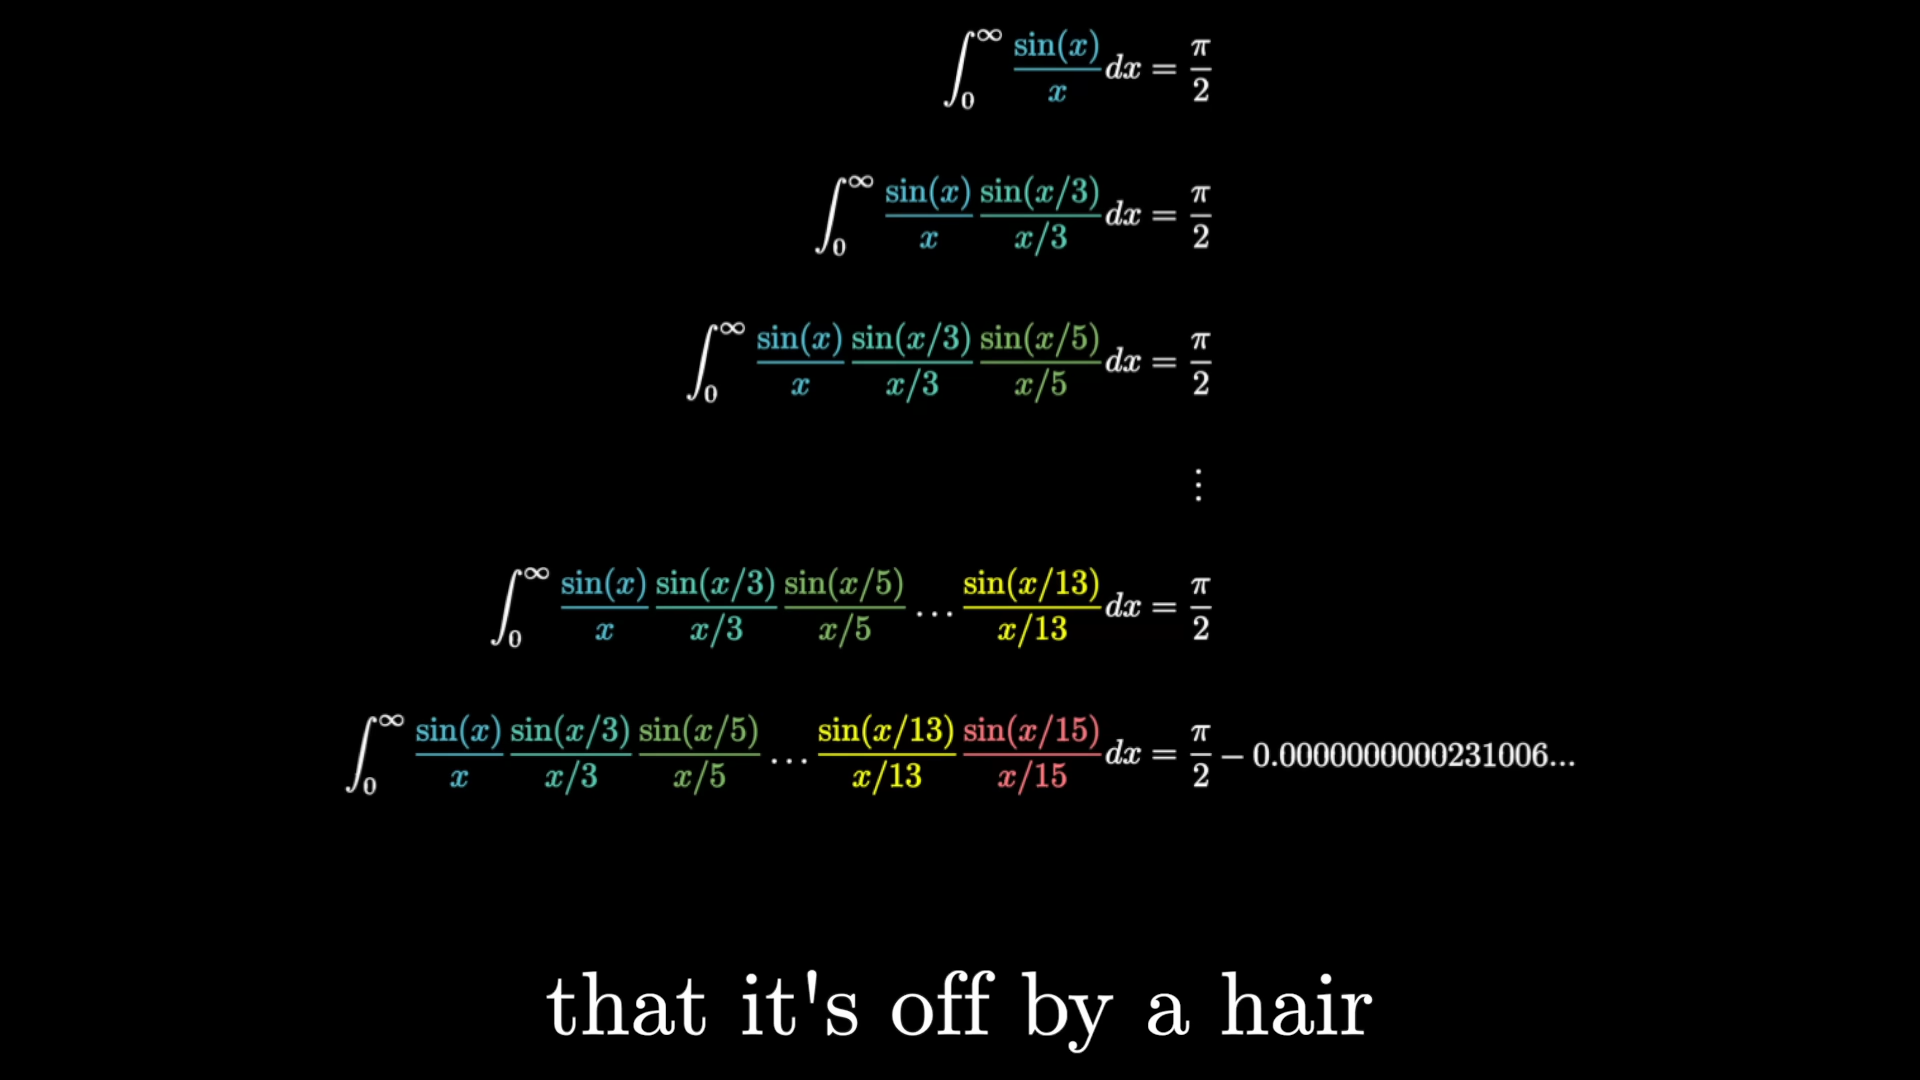 ∫₀^∞ sin(x)/x dx = π/2
∫₀^∞ sin(x)/x sin(x/3)/(x/3) dx = π/2
∫₀^∞ sin(x)/x sin(x/3)/(x/3) sin(x/5)/(x/5) dx = π/2
⋮
∫₀^∞ sin(x)/x sin(x/3)/(x/3) sin(x/5)/(x/5) ... sin(x/13)/(x/13) dx = π/2
∫₀^∞ sin(x)/x sin(x/3)/(x/3) sin(x/5)/(x/5) ... sin(x/13)/(x/13) sin(x/15)/(x/15) dx = π/2 − 0.0000000000231006...
that it's off by a hair